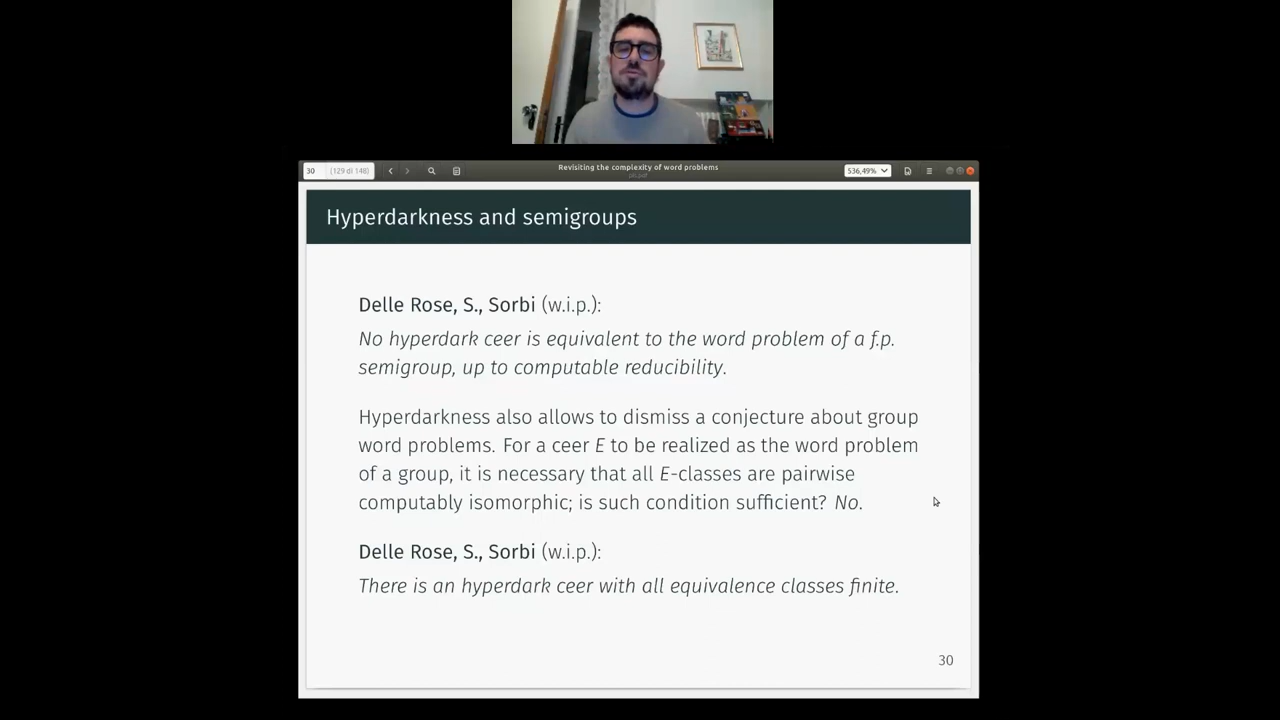 30 (129 di 148)
Revisiting the complexity of word problems
536,49%
Hyperdarkness and semigroups
Delle Rose, S., Sorbi (w.i.p.):
No hyperdark ceer is equivalent to the word problem of a f.p.
semigroup, up to computable reducibility.
Hyperdarkness also allows to dismiss a conjecture about group
word problems. For a ceer E to be realized as the word problem
of a group, it is necessary that all E-classes are pairwise
computably isomorphic; is such condition sufficient? No.
Delle Rose, S., Sorbi (w.i.p.):
There is an hyperdark ceer with all equivalence classes finite.
30